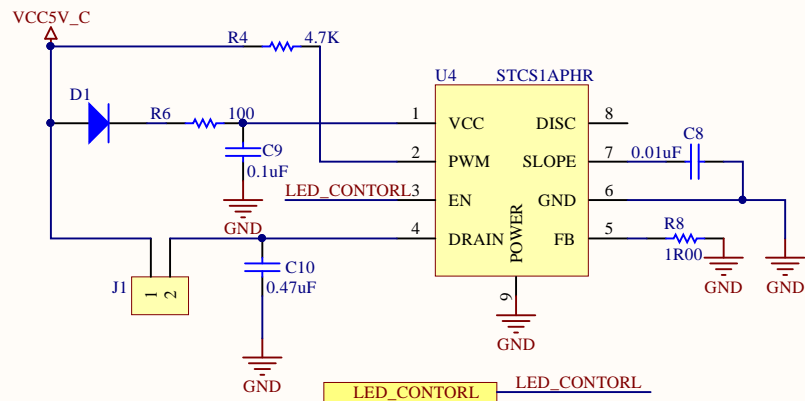 VCC5V_C
R4 4.7K
U4 STCS1APHR
D1 R6 100
1 VCC DISC 8
C9 0.1uF
2 PWM SLOPE 7
0.01uF C8
LED_CONTORL 3 EN GND 6
GND
4 DRAIN POWER FB 5
R8 1R00
C10 0.47uF
J1 1 2
9
GND
GND
GND
GND
LED_CONTORL LED_CONTORL